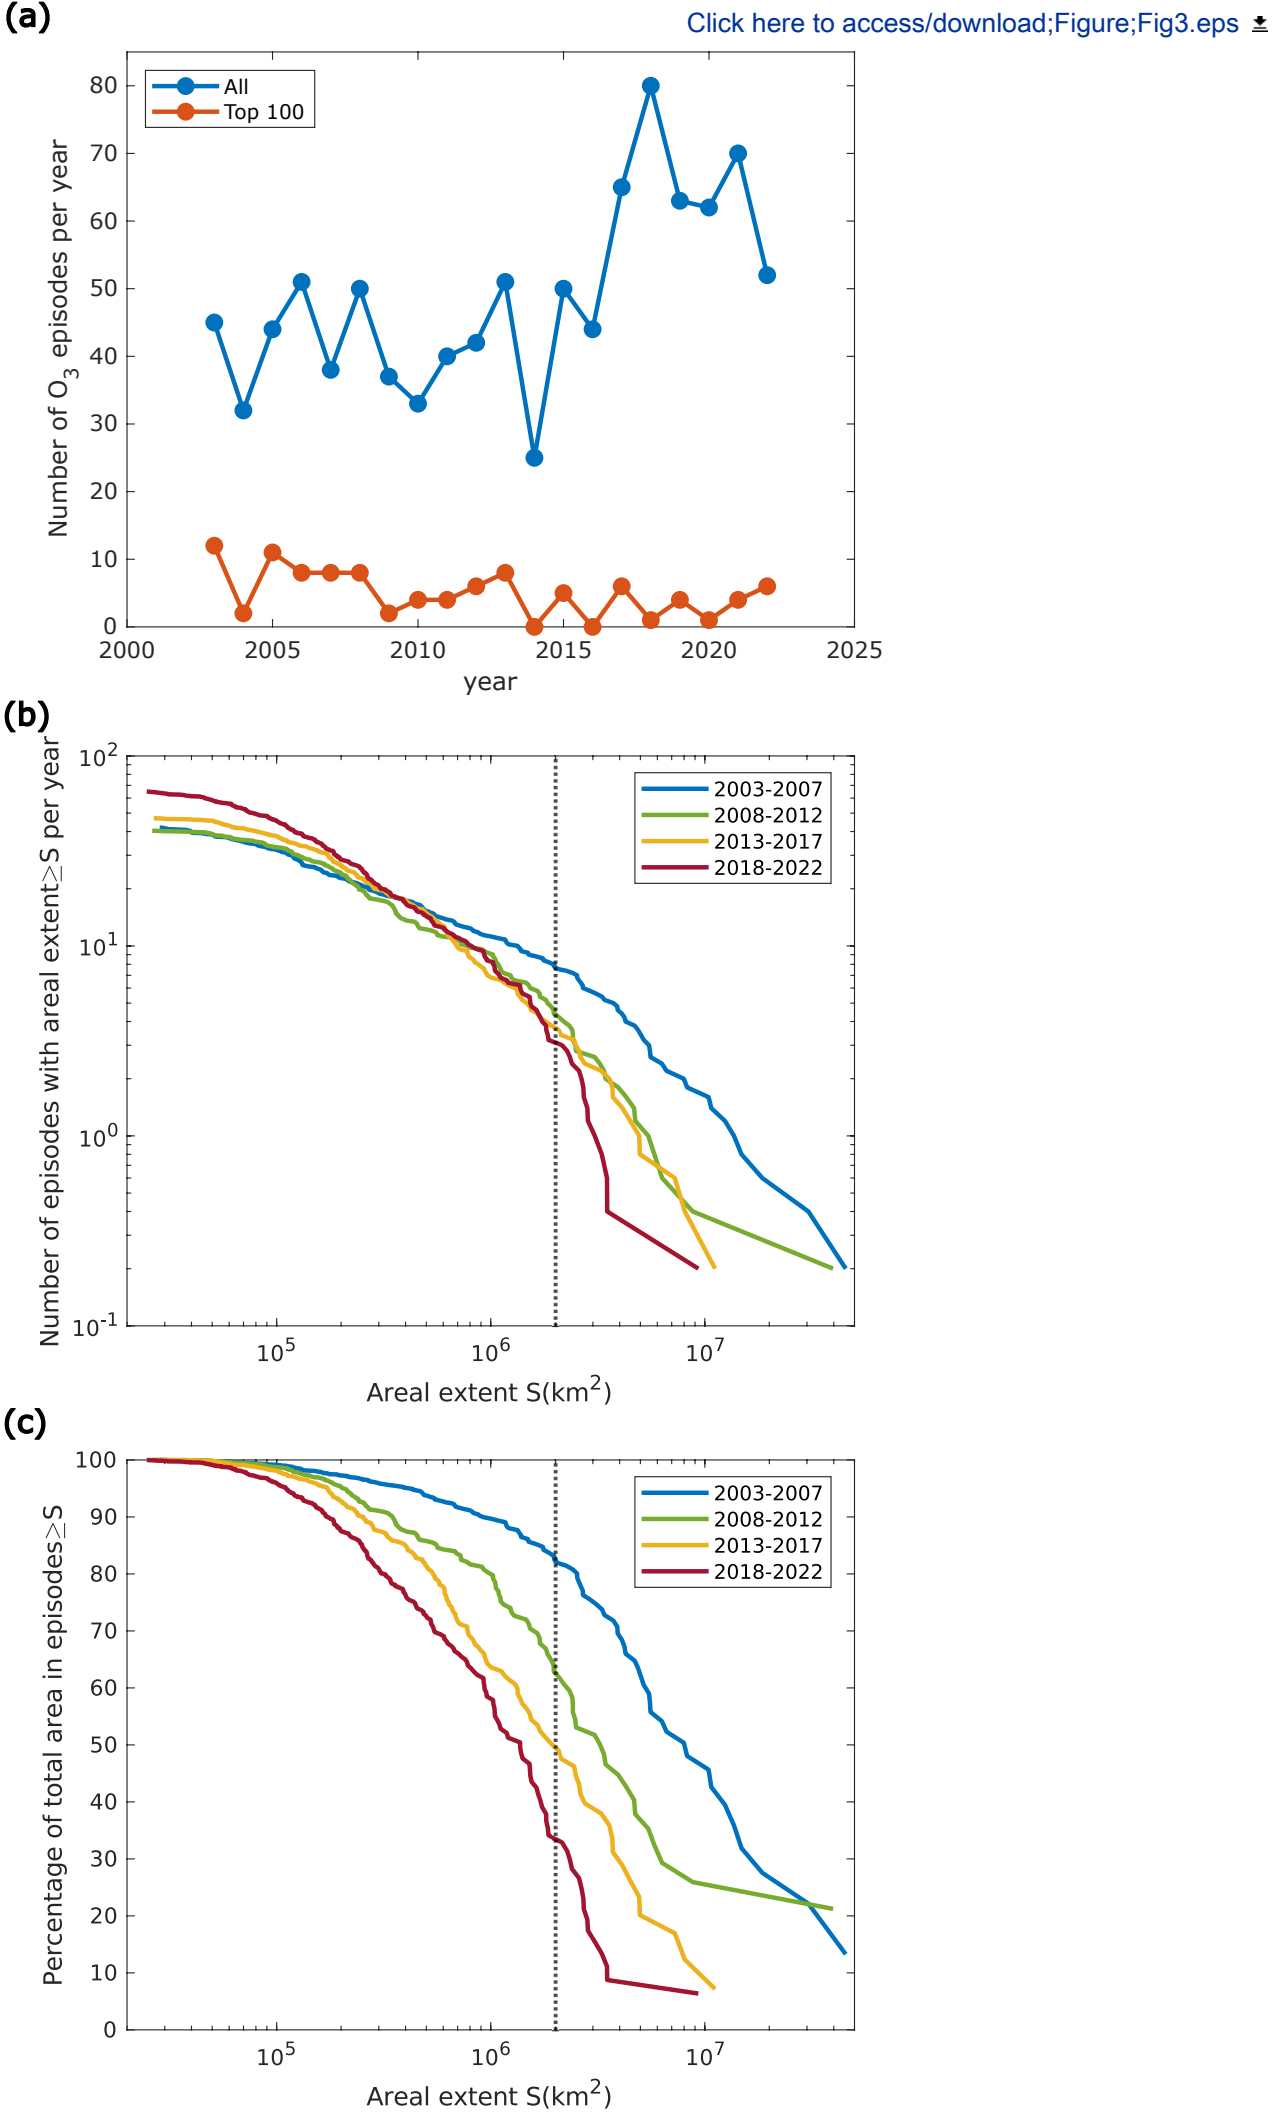 (a)
Click here to access/download;Figure;Fig3.eps
All
Top 100
80
70
60
50
40
30
20
10
0
Number of O3 episodes per year
2000 2005 2010 2015 2020 2025
year
(b)
2003-2007
2008-2012
2013-2017
2018-2022
10^2
10^1
10^0
10^-1
Number of episodes with areal extent≥S per year
10^5 10^6 10^7
Areal extent S(km^2)
(c)
2003-2007
2008-2012
2013-2017
2018-2022
100
90
80
70
60
50
40
30
20
10
0
Percentage of total area in episodes≥S
10^5 10^6 10^7
Areal extent S(km^2)